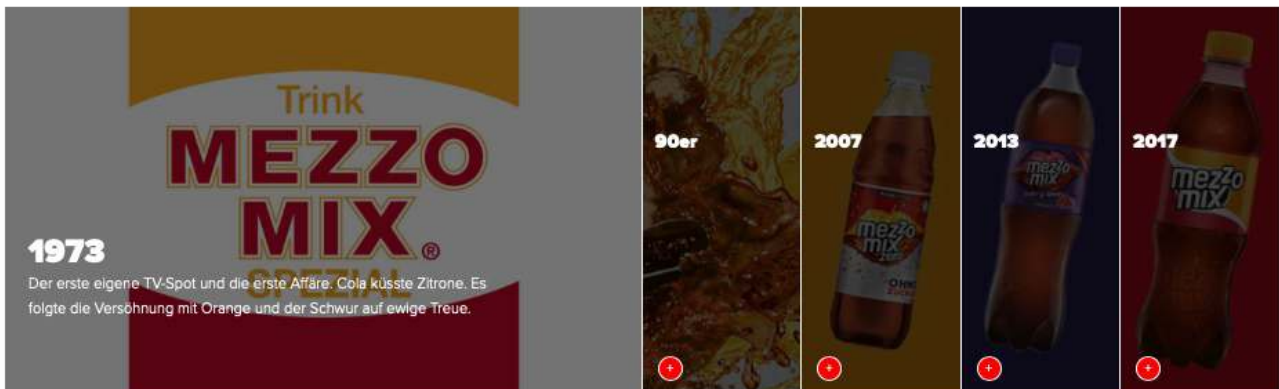 Trink
MEZZO
MIX®
SPEZIAL
1973
Der erste eigene TV-Spot und die erste Affäre. Cola küsste Zitrone. Es
folgte die Versöhnung mit Orange und der Schwur auf ewige Treue.
90er
+
2007
mezzo
mix
zero
OHNE
ZUCKER
+
2013
mezzo
mix
+
2017
mezzo
mix
+